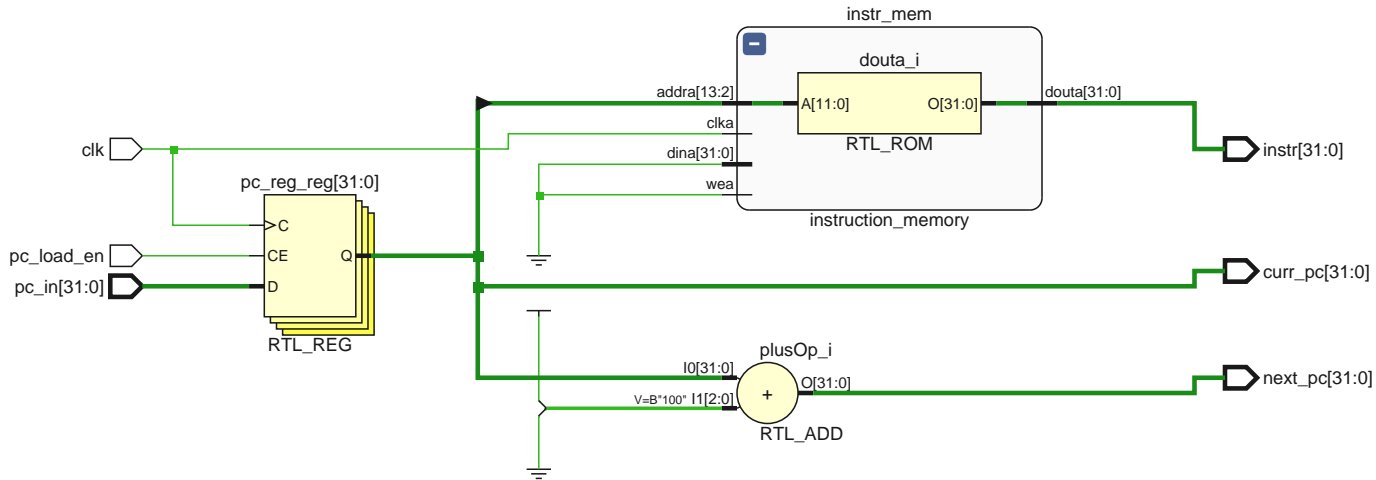 instr_mem
douta_i
addra[13:2]
A[11:0]
O[31:0]
douta[31:0]
clka
RTL_ROM
clk
instr[31:0]
dina[31:0]
pc_reg_reg[31:0]
wea
instruction_memory
C
pc_load_en
CE
Q
curr_pc[31:0]
pc_in[31:0]
D
RTL_REG
plusOp_i
I0[31:0]
O[31:0]
next_pc[31:0]
+
V=B"100" I1[2:0]
RTL_ADD